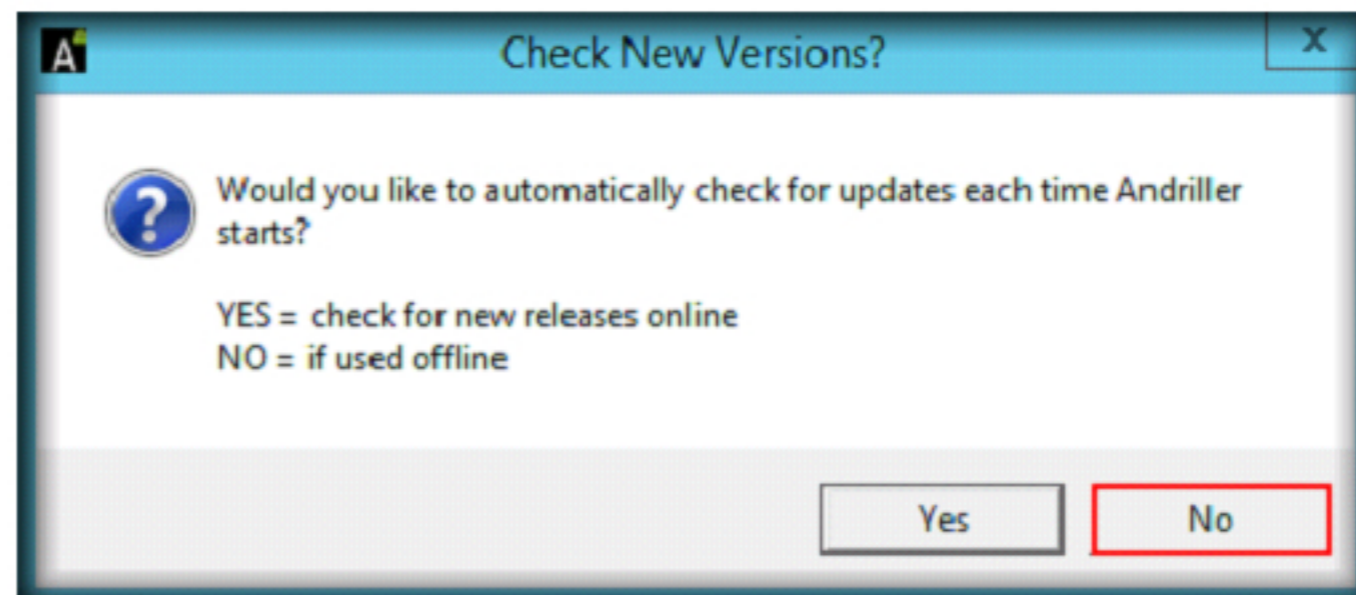 A
Check New Versions?
X
?
Would you like to automatically check for updates each time Andriller
starts?
YES = check for new releases online
NO = if used offline
Yes
No